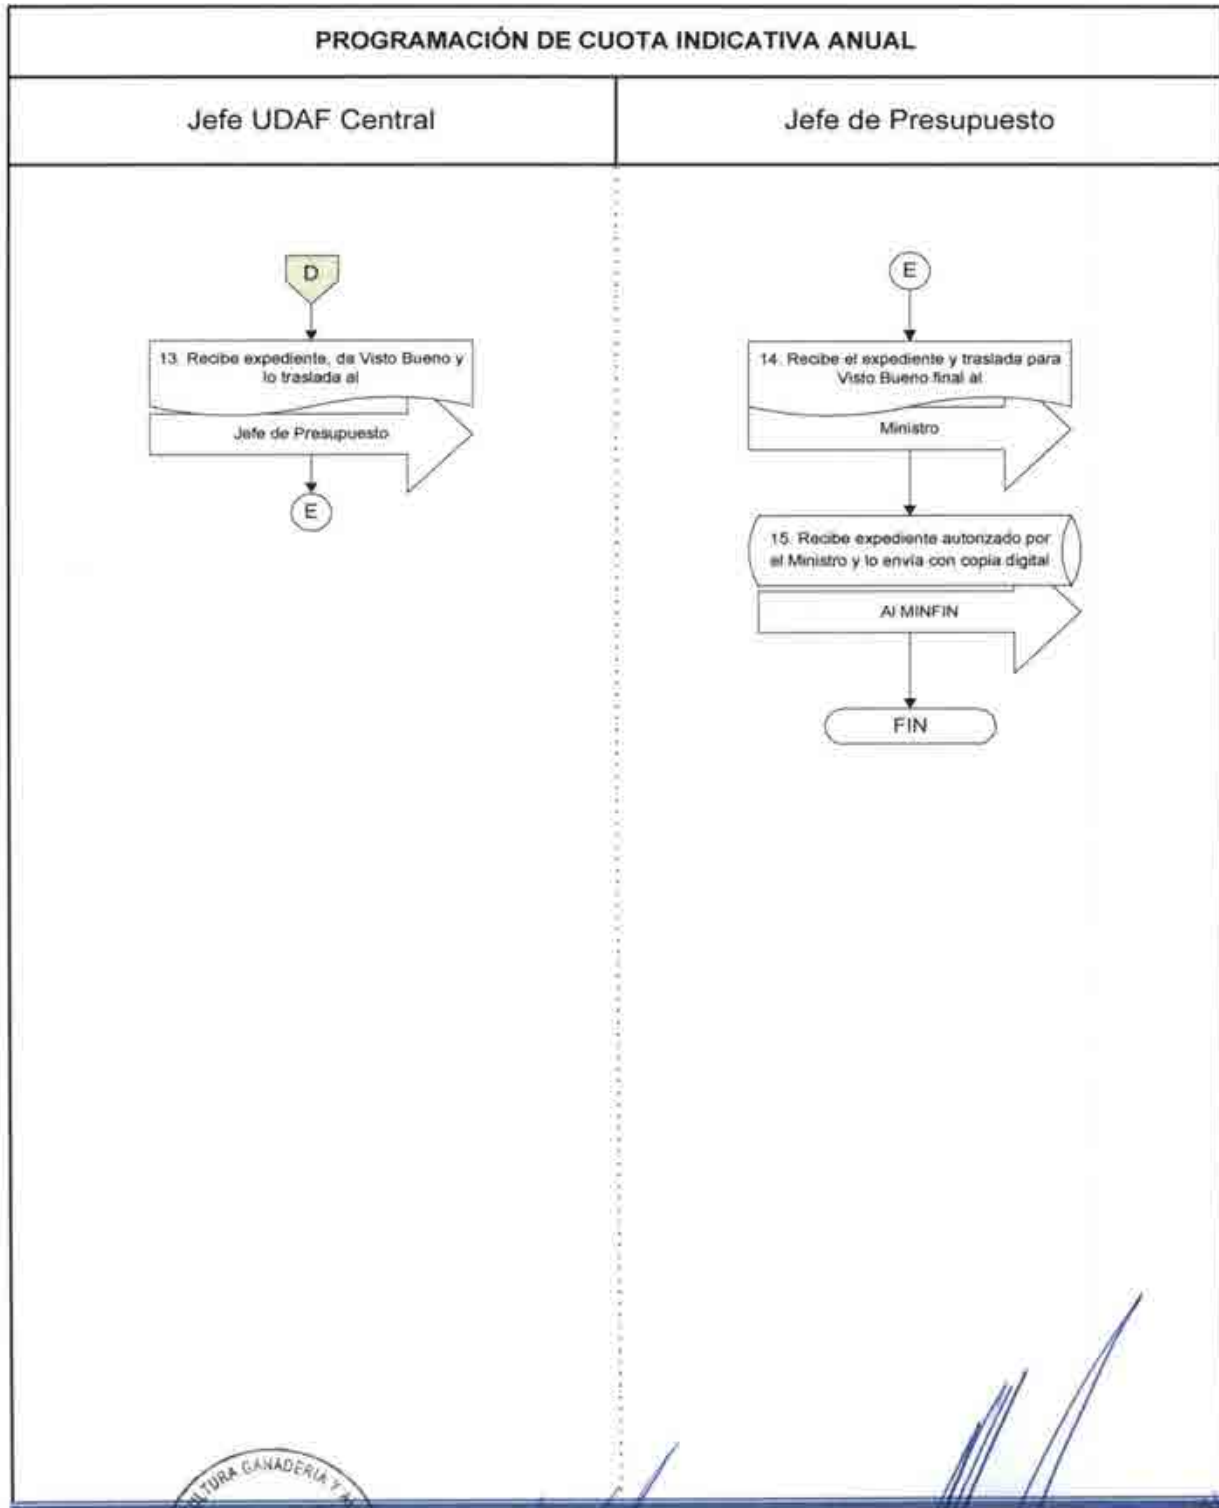 PROGRAMACIÓN DE CUOTA INDICATIVA ANUAL
Jefe UDAF Central
Jefe de Presupuesto
D
13. Recibe expediente, da Visto Bueno y
lo traslada al
Jefe de Presupuesto
E
E
14. Recibe el expediente y traslada para
Visto Bueno final al
Ministro
15. Recibe expediente autorizado por
el Ministro y lo envía con copia digital
Al MINFIN
FIN
GANADERIA Y